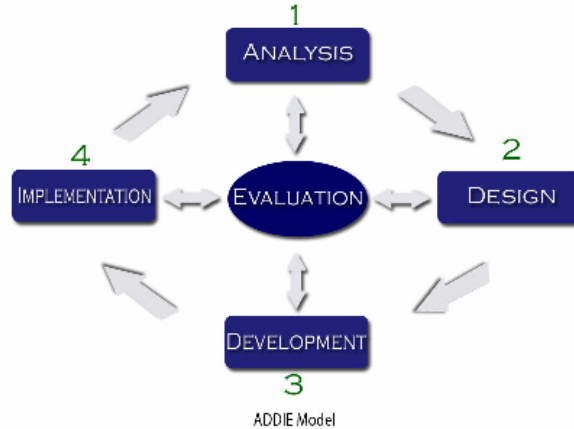 1
ANALYSIS
4
2
IMPLEMENTATION
EVALUATION
DESIGN
DEVELOPMENT
3
ADDIE Model